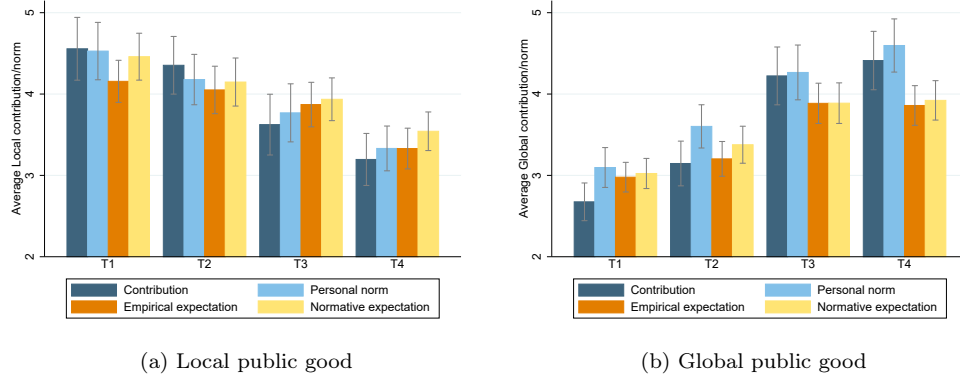 Average Local contribution/norm
5
4
3
2
T1 T2 T3 T4
Contribution Personal norm
Empirical expectation Normative expectation
(a) Local public good
Average Global contribution/norm
5
4
3
2
T1 T2 T3 T4
Contribution Personal norm
Empirical expectation Normative expectation
(b) Global public good